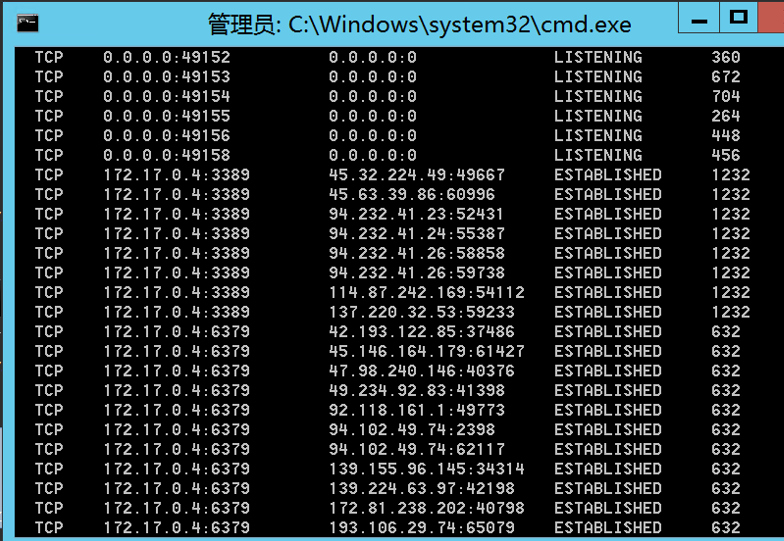 管理员: C:\Windows\system32\cmd.exe
TCP 0.0.0.0:49152 0.0.0.0:0 LISTENING 360
TCP 0.0.0.0:49153 0.0.0.0:0 LISTENING 672
TCP 0.0.0.0:49154 0.0.0.0:0 LISTENING 704
TCP 0.0.0.0:49155 0.0.0.0:0 LISTENING 264
TCP 0.0.0.0:49156 0.0.0.0:0 LISTENING 448
TCP 0.0.0.0:49158 0.0.0.0:0 LISTENING 456
TCP 172.17.0.4:3389 45.32.224.49:49667 ESTABLISHED 1232
TCP 172.17.0.4:3389 45.63.39.86:60996 ESTABLISHED 1232
TCP 172.17.0.4:3389 94.232.41.23:52431 ESTABLISHED 1232
TCP 172.17.0.4:3389 94.232.41.24:55387 ESTABLISHED 1232
TCP 172.17.0.4:3389 94.232.41.26:58858 ESTABLISHED 1232
TCP 172.17.0.4:3389 94.232.41.26:59738 ESTABLISHED 1232
TCP 172.17.0.4:3389 114.87.242.169:54112 ESTABLISHED 1232
TCP 172.17.0.4:3389 137.220.32.53:59233 ESTABLISHED 1232
TCP 172.17.0.4:6379 42.193.122.85:37486 ESTABLISHED 632
TCP 172.17.0.4:6379 45.146.164.179:61427 ESTABLISHED 632
TCP 172.17.0.4:6379 47.98.240.146:40376 ESTABLISHED 632
TCP 172.17.0.4:6379 49.234.92.83:41398 ESTABLISHED 632
TCP 172.17.0.4:6379 92.118.161.1:49773 ESTABLISHED 632
TCP 172.17.0.4:6379 94.102.49.74:2398 ESTABLISHED 632
TCP 172.17.0.4:6379 94.102.49.74:62117 ESTABLISHED 632
TCP 172.17.0.4:6379 139.155.96.145:34314 ESTABLISHED 632
TCP 172.17.0.4:6379 139.224.63.97:42198 ESTABLISHED 632
TCP 172.17.0.4:6379 172.81.238.202:40798 ESTABLISHED 632
TCP 172.17.0.4:6379 193.106.29.74:65079 ESTABLISHED 632